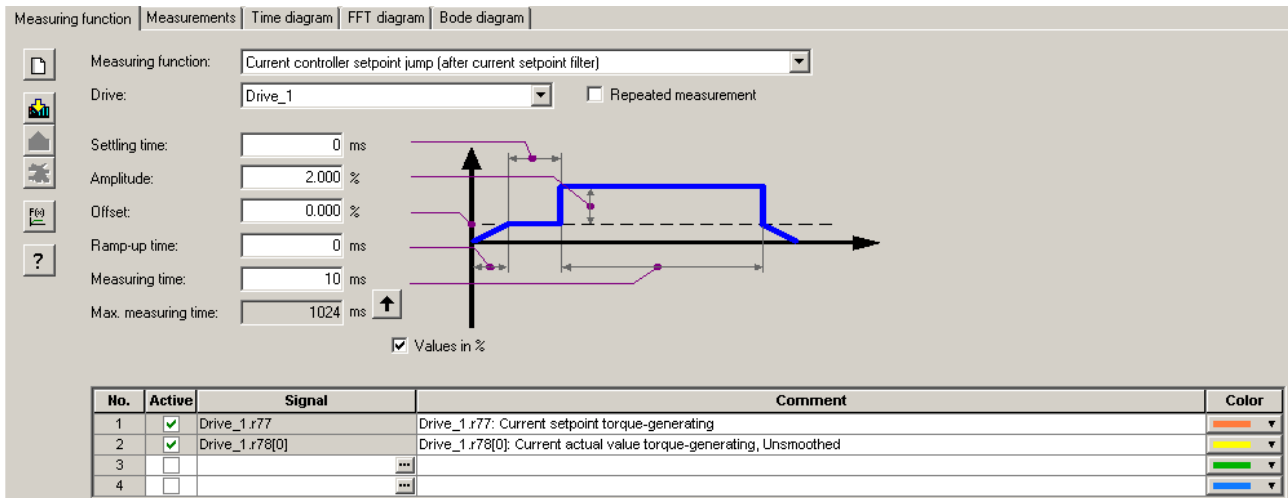 Measuring function Measurements Time diagram FFT diagram Bode diagram
Measuring function: Current controller setpoint jump (after current setpoint filter)
Drive: Drive_1 Repeated measurement
Settling time: 0 ms
Amplitude: 2.000 %
Offset: 0.000 %
Ramp-up time: 0 ms
Measuring time: 10 ms
Max. measuring time: 1024 ms
Values in %
F(x)
?
No. Active Signal Comment Color
1 Drive_1.r77 Drive_1.r77: Current setpoint torque-generating
2 Drive_1.r78[0] Drive_1.r78[0]: Current actual value torque-generating, Unsmoothed
3 ...
4 ...